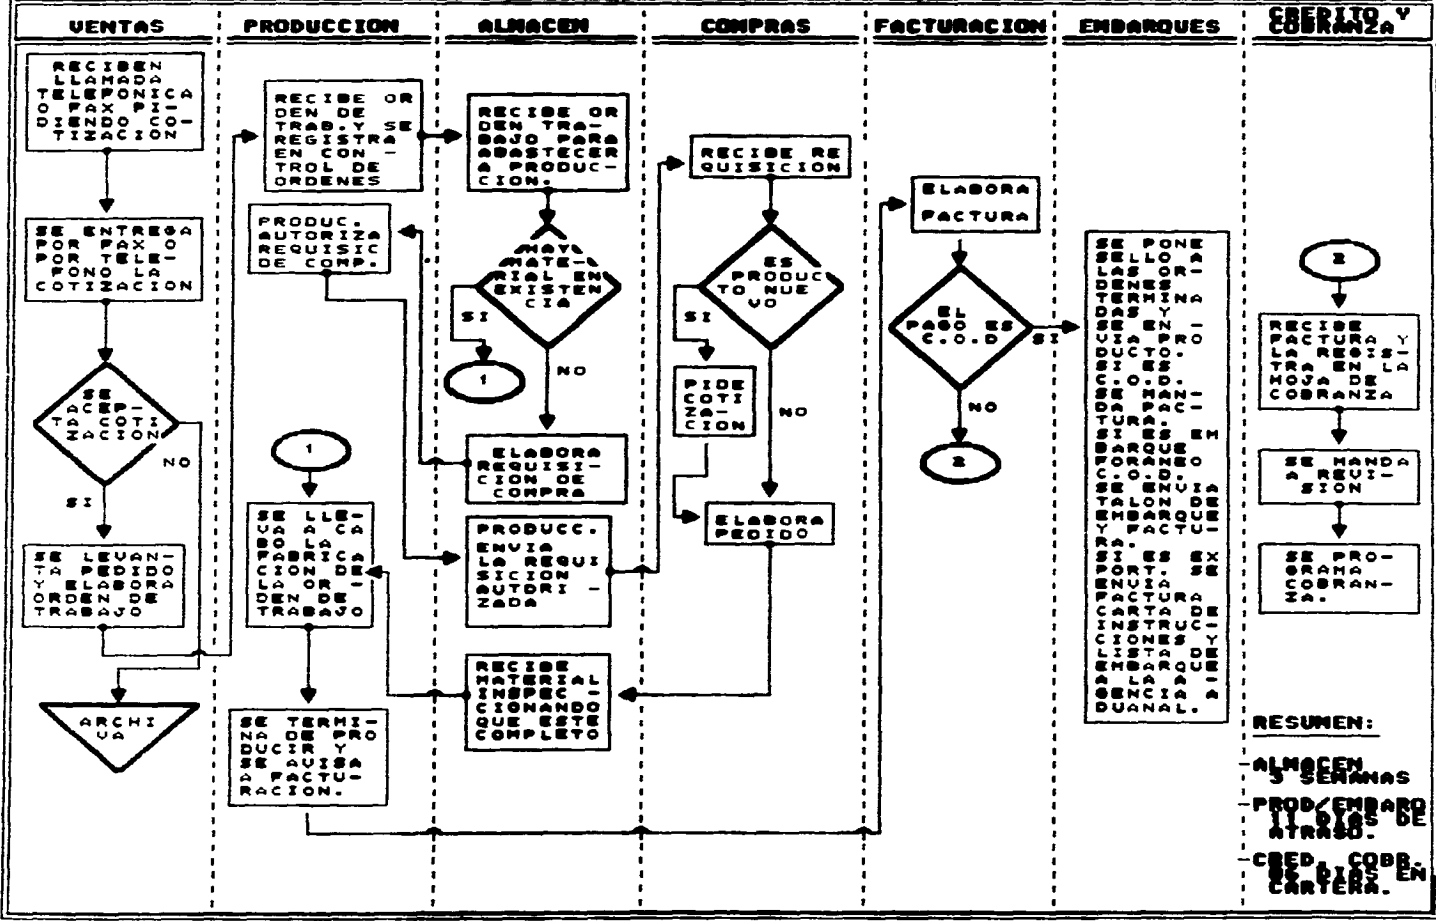 VENTAS
PRODUCCION
ALMACEN
COMPRAS
FACTURACION
EMBARQUES
CREDITO Y
COBRANZA
RECIBEN
LLAMADA
TELEFONICA
O FAX PI-
DIENDO CO-
TIZACION
SE ENTREGA
POR FAX O
POR TELE-
FONO LA
COTIZACION
SE
ACEP-
TA COTI
ZACION
NO
SI
SE LEVAN-
TA PEDIDO
Y ELABORA
ORDEN DE
TRABAJO
ARCHI
VA
RECIBE OR
DEN DE
TRAB.Y SE
REGISTRA
EN CON -
TROL DE
ORDENES
PRODUC.
AUTORIZA
REQUISIC
DE COMP.
1
SE LLE-
VA A CA
BO LA
FABRICA
CION DE
LA OR -
DEN DE
TRABAJO
SE TERMI-
NA DE PRO
DUCIR Y
SE AVISA
A FACTU-
RACION.
RECIBE OR
DEN TRA-
BAJO PARA
ABASTECER
A PRODUC-
CION.
HAY
MATE-
RIAL EN
EXISTEN
CIA
SI
1
NO
ELABORA
REQUISI-
CION DE
COMPRA
PRODUCC.
ENVIA
LA REQUI
SICION
AUTORI -
ZADA
RECIBE
MATERIAL
INSPEC -
CIONANDO
QUE ESTE
COMPLETO
RECIBE RE
QUISICION
ES
PRODUC
TO NUE
VO
SI
PIDE
COTI
ZA-
CION
NO
ELABORA
PEDIDO
ELABORA
FACTURA
EL
PAGO ES
C.O.D
SI
NO
2
SE PONE
SELLO A
LAS OR-
DENES
TERMINA
DAS Y
SE EN -
VIA PRO
DUCTO.
SI ES
C.O.D.
SE MAN-
DA FAC-
TURA.
SI ES EM
BARQUE
FORANEO
C.O.D.
SE ENVIA
TALON DE
EMBARQUE
Y FACTU-
RA.
SI ES EX
PORT. SE
ENVIA
FACTURA
CARTA DE
INSTRUC-
CIONES Y
LISTA DE
EMBARQUE
A LA A -
GENCIA A
DUANAL.
2
RECIBE
FACTURA Y
LA REGIS-
TRA EN LA
HOJA DE
COBRANZA
SE MANDA
A REVI-
SION
SE PRO-
GRAMA
COBRAN-
ZA.
RESUMEN:
-ALMACEN
3 SEMANAS
-PROD/EMBARQ
11 DIAS DE
ATRASO.
-CRED. COBR.
DIAS EN
CARTERA.